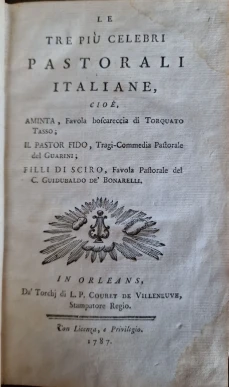 LE
TRE PIÙ CELEBRI
PASTORALI
ITALIANE,
CIOÈ,
AMINTA, Favola boſcareccia di TORQUATO
TASSO;
IL PASTOR FIDO, Tragi-Commedia Paſtorale
del GUARINI;
FILLI DI SCIRO, Favola Paſtorale del
C. GUIDUBALDO DE' BONARELLI.
IN ORLEANS,
Da' Torchj di L. P. COURET DE VILLENEUVE,
Stampatore Regio.
Con Licenza, e Privilegio.
1787.